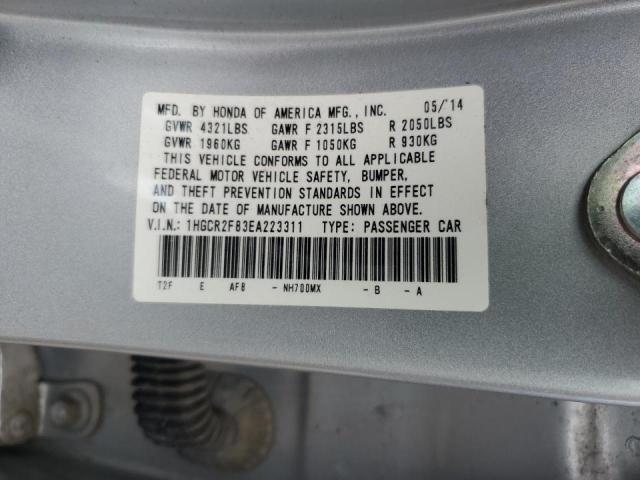 MFD. BY HONDA OF AMERICA MFG., INC. 05/'14
GVWR 4321LBS GAWR F 2315LBS R 2050LBS
GVWR 1960KG GAWR F 1050KG R 930KG
THIS VEHICLE CONFORMS TO ALL APPLICABLE
FEDERAL MOTOR VEHICLE SAFETY, BUMPER,
AND THEFT PREVENTION STANDARDS IN EFFECT
ON THE DATE OF MANUFACTURE SHOWN ABOVE.
V.I.N.: 1HGCR2F83EA223311 TYPE: PASSENGER CAR
T2F E AF8 - NH700MX - B - A